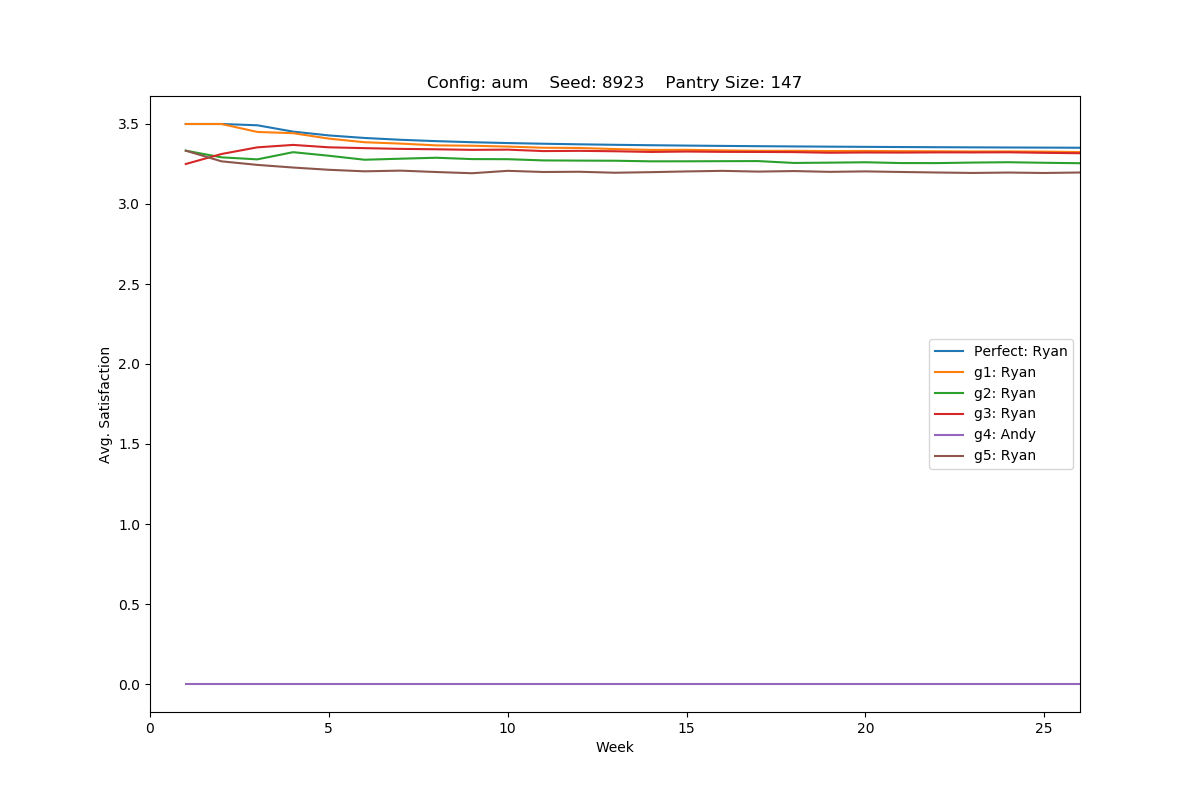 Config: aum    Seed: 8923    Pantry Size: 147
3.5
3.0
2.5
2.0
1.5
1.0
0.5
0.0
Avg. Satisfaction
Perfect: Ryan
g1: Ryan
g2: Ryan
g3: Ryan
g4: Andy
g5: Ryan
0 5 10 15 20 25
Week